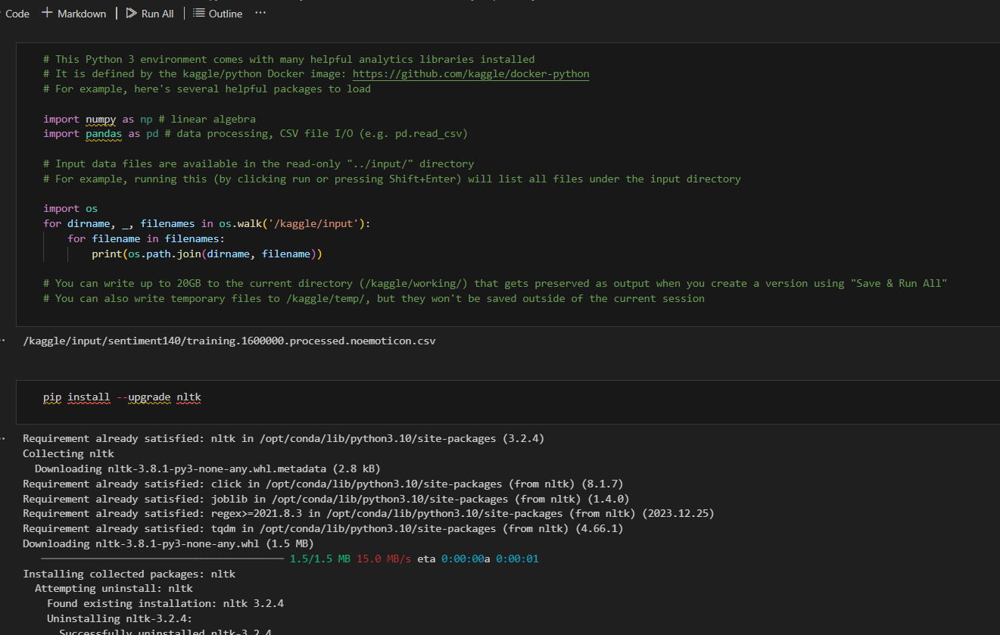 Code + Markdown | Run All | Outline ...
# This Python 3 environment comes with many helpful analytics libraries installed
# It is defined by the kaggle/python Docker image: https://github.com/kaggle/docker-python
# For example, here's several helpful packages to load
import numpy as np # linear algebra
import pandas as pd # data processing, CSV file I/O (e.g. pd.read_csv)
# Input data files are available in the read-only "../input/" directory
# For example, running this (by clicking run or pressing Shift+Enter) will list all files under the input directory
import os
for dirname, _, filenames in os.walk('/kaggle/input'):
    for filename in filenames:
        print(os.path.join(dirname, filename))
# You can write up to 20GB to the current directory (/kaggle/working/) that gets preserved as output when you create a version using "Save & Run All"
# You can also write temporary files to /kaggle/temp/, but they won't be saved outside of the current session
/kaggle/input/sentiment140/training.1600000.processed.noemoticon.csv
pip install --upgrade nltk
Requirement already satisfied: nltk in /opt/conda/lib/python3.10/site-packages (3.2.4)
Collecting nltk
  Downloading nltk-3.8.1-py3-none-any.whl.metadata (2.8 kB)
Requirement already satisfied: click in /opt/conda/lib/python3.10/site-packages (from nltk) (8.1.7)
Requirement already satisfied: joblib in /opt/conda/lib/python3.10/site-packages (from nltk) (1.4.0)
Requirement already satisfied: regex>=2021.8.3 in /opt/conda/lib/python3.10/site-packages (from nltk) (2023.12.25)
Requirement already satisfied: tqdm in /opt/conda/lib/python3.10/site-packages (from nltk) (4.66.1)
Downloading nltk-3.8.1-py3-none-any.whl (1.5 MB)
1.5/1.5 MB 15.0 MB/s eta 0:00:00a 0:00:01
Installing collected packages: nltk
  Attempting uninstall: nltk
    Found existing installation: nltk 3.2.4
    Uninstalling nltk-3.2.4:
      Successfully uninstalled nltk-3.2.4